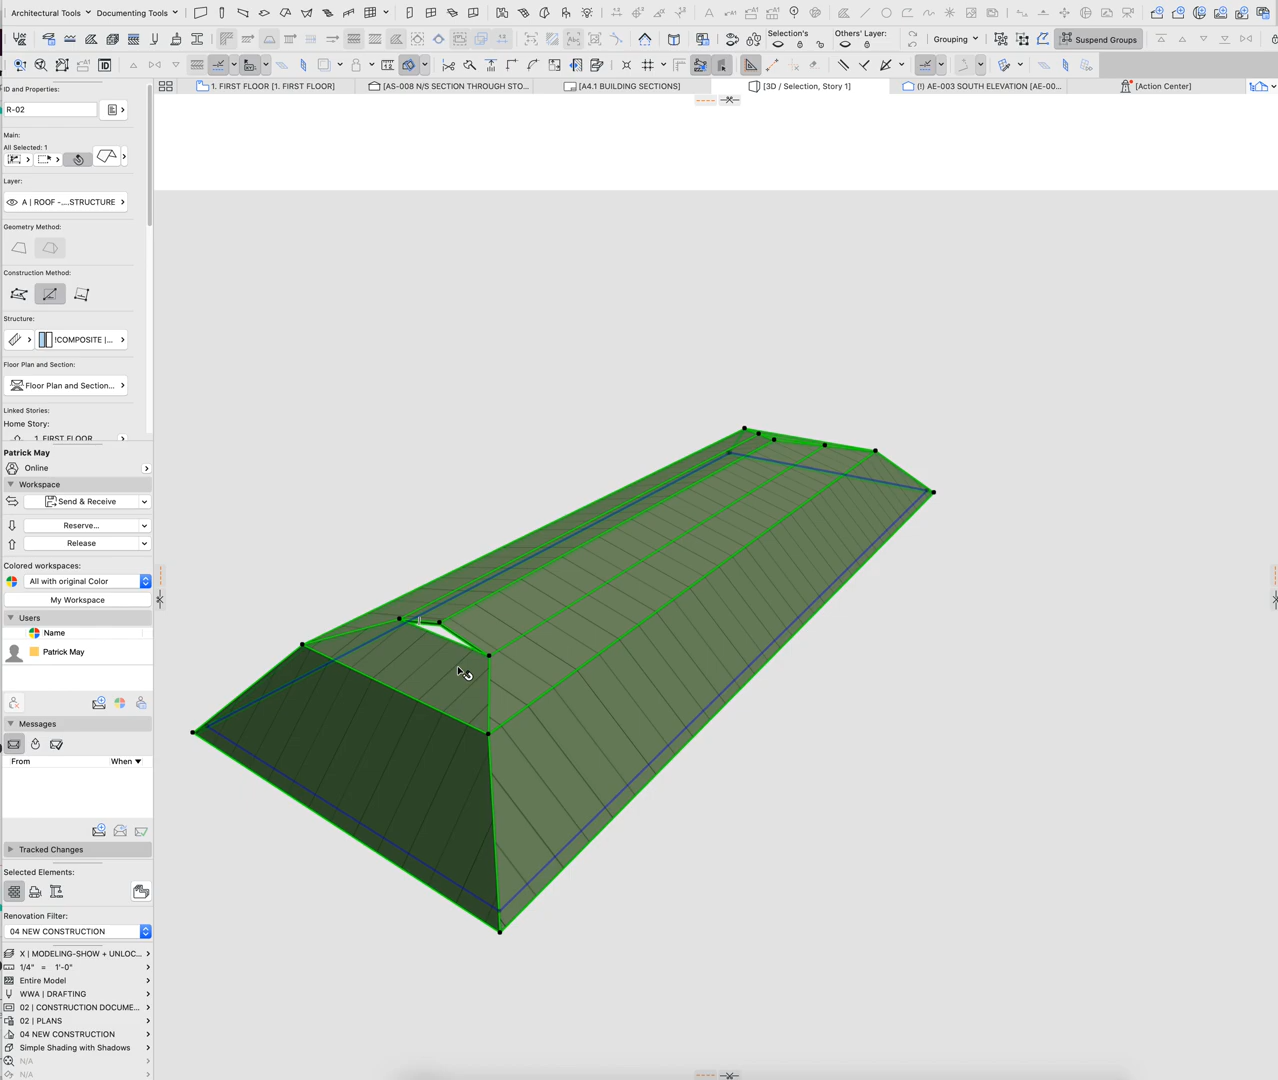 Architectural Tools
Documenting Tools
Selection's
Others' Layer:
Grouping
Suspend Groups
1. FIRST FLOOR [1. FIRST FLOOR]
[AS-008 N/S SECTION THROUGH STO...
[A4.1 BUILDING SECTIONS]
[3D / Selection, Story 1]
(!) AE-003 SOUTH ELEVATION [AE-00...
[Action Center]
ID and Properties:
R-02
Main:
All Selected: 1
Layer:
A | ROOF -....STRUCTURE
Geometry Method:
Construction Method:
Structure:
!COMPOSITE |...
Floor Plan and Section:
Floor Plan and Section...
Linked Stories:
Home Story:
1. FIRST FLOOR
Patrick May
Online
Workspace
Send & Receive
Reserve...
Release
Colored workspaces:
All with original Color
My Workspace
Users
Name
Patrick May
Messages
From
When
Tracked Changes
Selected Elements:
Renovation Filter:
04 NEW CONSTRUCTION
X | MODELING-SHOW + UNLOC...
1/4" = 1'-0"
Entire Model
WWA | DRAFTING
02 | CONSTRUCTION DOCUME...
02 | PLANS
04 NEW CONSTRUCTION
Simple Shading with Shadows
N/A
N/A